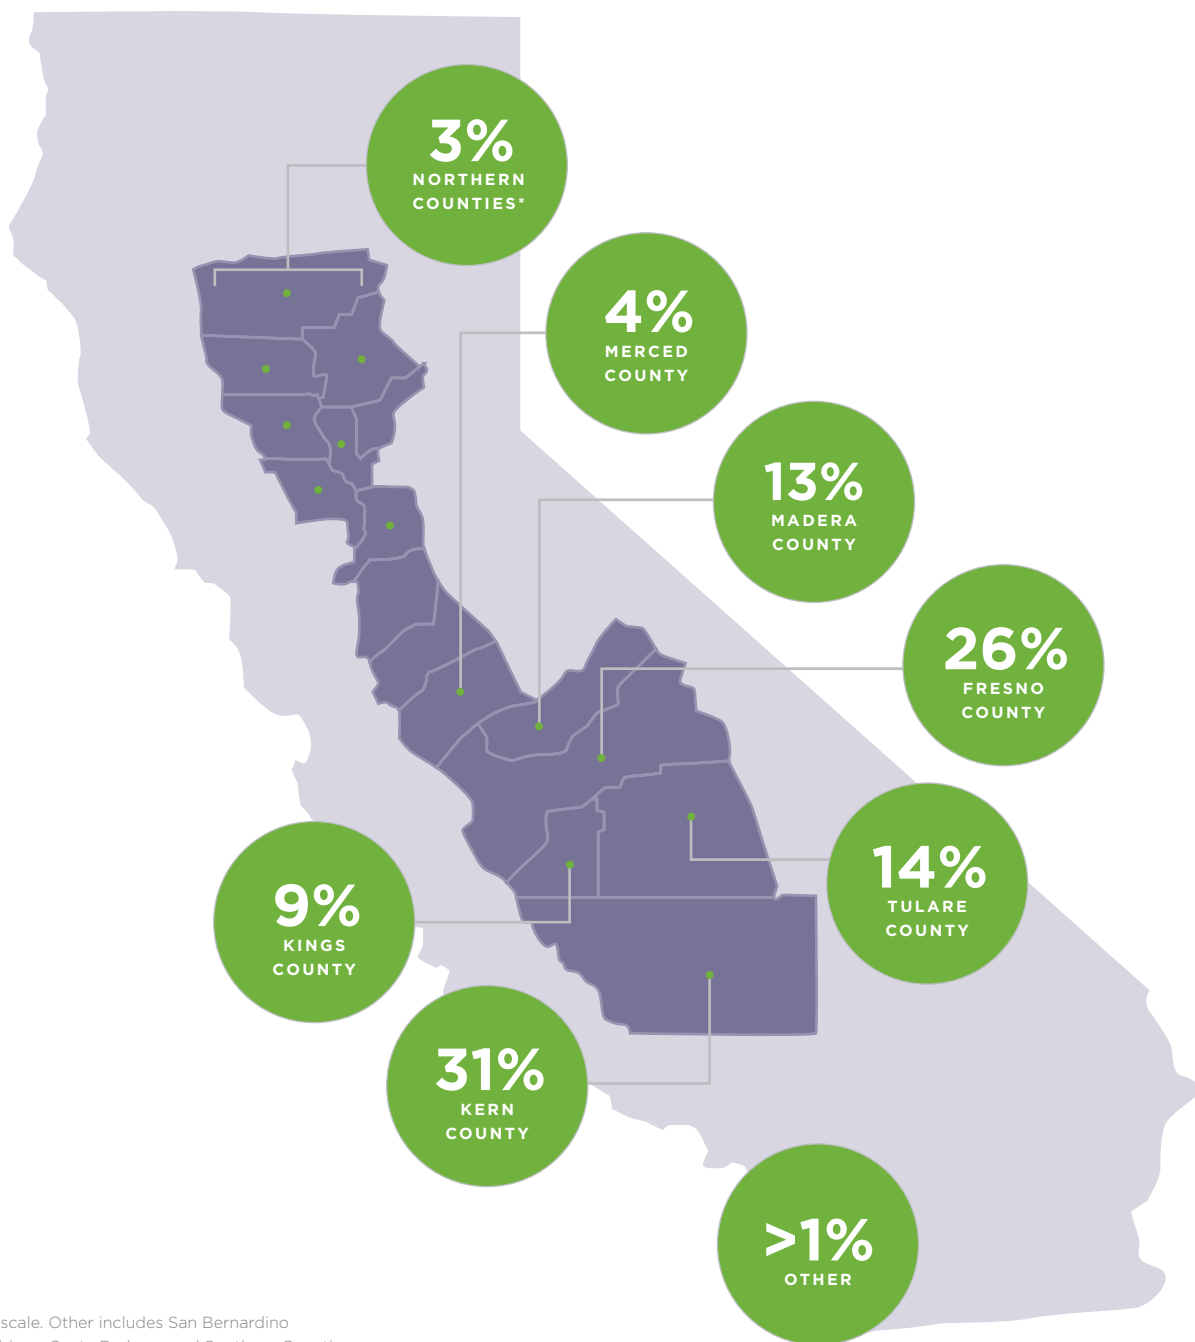 3%
NORTHERN
COUNTIES*
4%
MERCED
COUNTY
13%
MADERA
COUNTY
26%
FRESNO
COUNTY
14%
TULARE
COUNTY
9%
KINGS
COUNTY
31%
KERN
COUNTY
>1%
OTHER
scale. Other includes San Bernardino